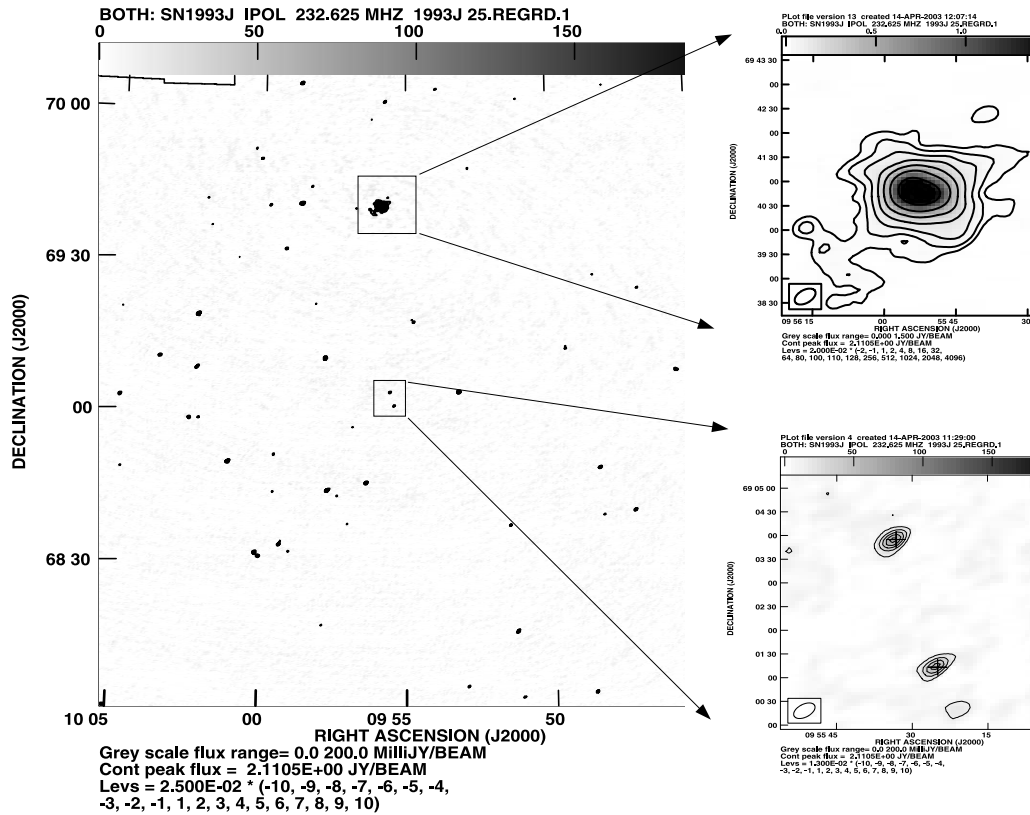 BOTH: SN1993J IPOL 232.625 MHZ 1993J 25.REGRD.1
0 50 100 150
70 00
69 30
00
68 30
DECLINATION (J2000)
10 05 00 09 55 50
RIGHT ASCENSION (J2000)
Grey scale flux range= 0.0 200.0 MilliJY/BEAM
Cont peak flux = 2.1105E+00 JY/BEAM
Levs = 2.500E-02 * (-10, -9, -8, -7, -6, -5, -4,
-3, -2, -1, 1, 2, 3, 4, 5, 6, 7, 8, 9, 10)
PLot file version 13 created 14-APR-2003 12:07:14
BOTH: SN1993J IPOL 232.625 MHZ 1993J 25.REGRD.1
0.0 0.5 1.0
69 43 30
00
42 30
00
41 30
00
40 30
00
39 30
00
38 30
DECLINATION (J2000)
09 56 15 00 55 45 30
RIGHT ASCENSION (J2000)
Grey scale flux range= 0.000 1.500 JY/BEAM
Cont peak flux = 2.1105E+00 JY/BEAM
Levs = 2.000E-02 * (-2, -1, 1, 2, 4, 8, 16, 32,
64, 80, 100, 110, 128, 256, 512, 1024, 2048, 4096)
PLot file version 4 created 14-APR-2003 11:29:00
BOTH: SN1993J IPOL 232.625 MHZ 1993J 25.REGRD.1
0 50 100 150
69 05 00
04 30
00
03 30
00
02 30
00
01 30
00
00 30
00
DECLINATION (J2000)
09 55 45 30 15
RIGHT ASCENSION (J2000)
Grey scale flux range= 0.0 200.0 MilliJY/BEAM
Cont peak flux = 2.1105E+00 JY/BEAM
Levs = 1.300E-02 * (-10, -9, -8, -7, -6, -5, -4,
-3, -2, -1, 1, 2, 3, 4, 5, 6, 7, 8, 9, 10)